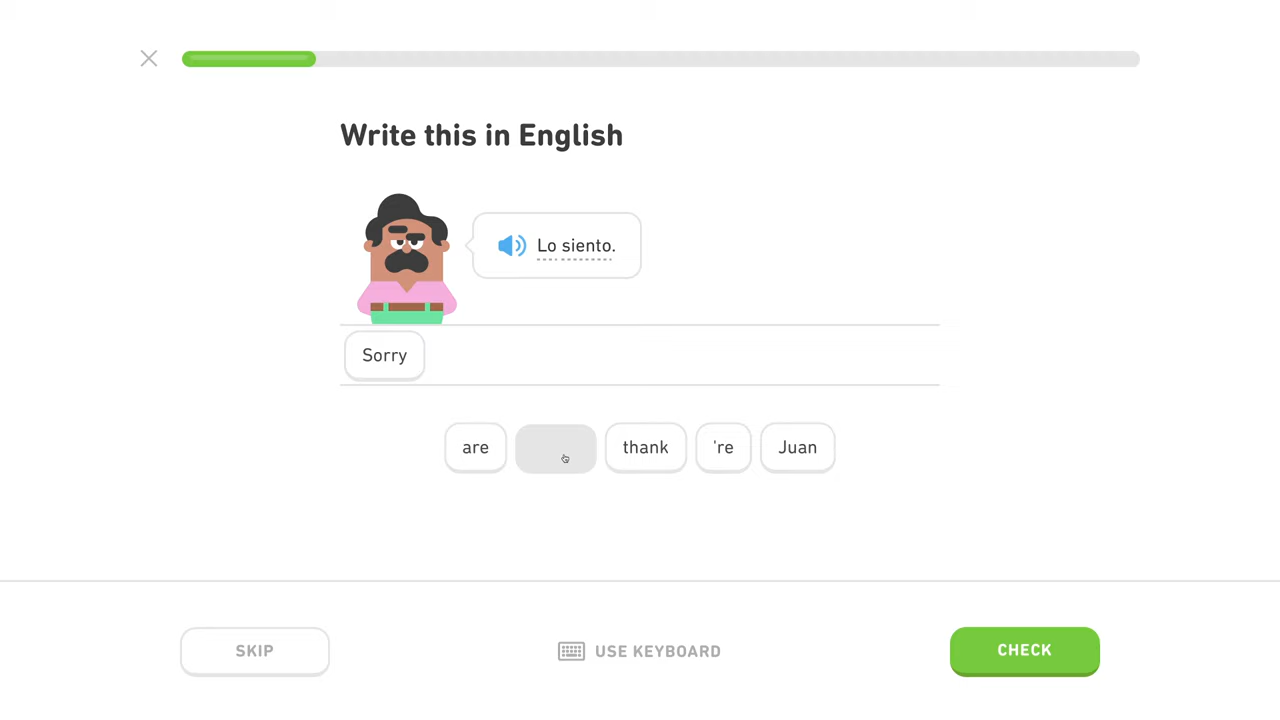 Write this in English
Lo siento.
Sorry
are thank 're Juan
SKIP USE KEYBOARD CHECK